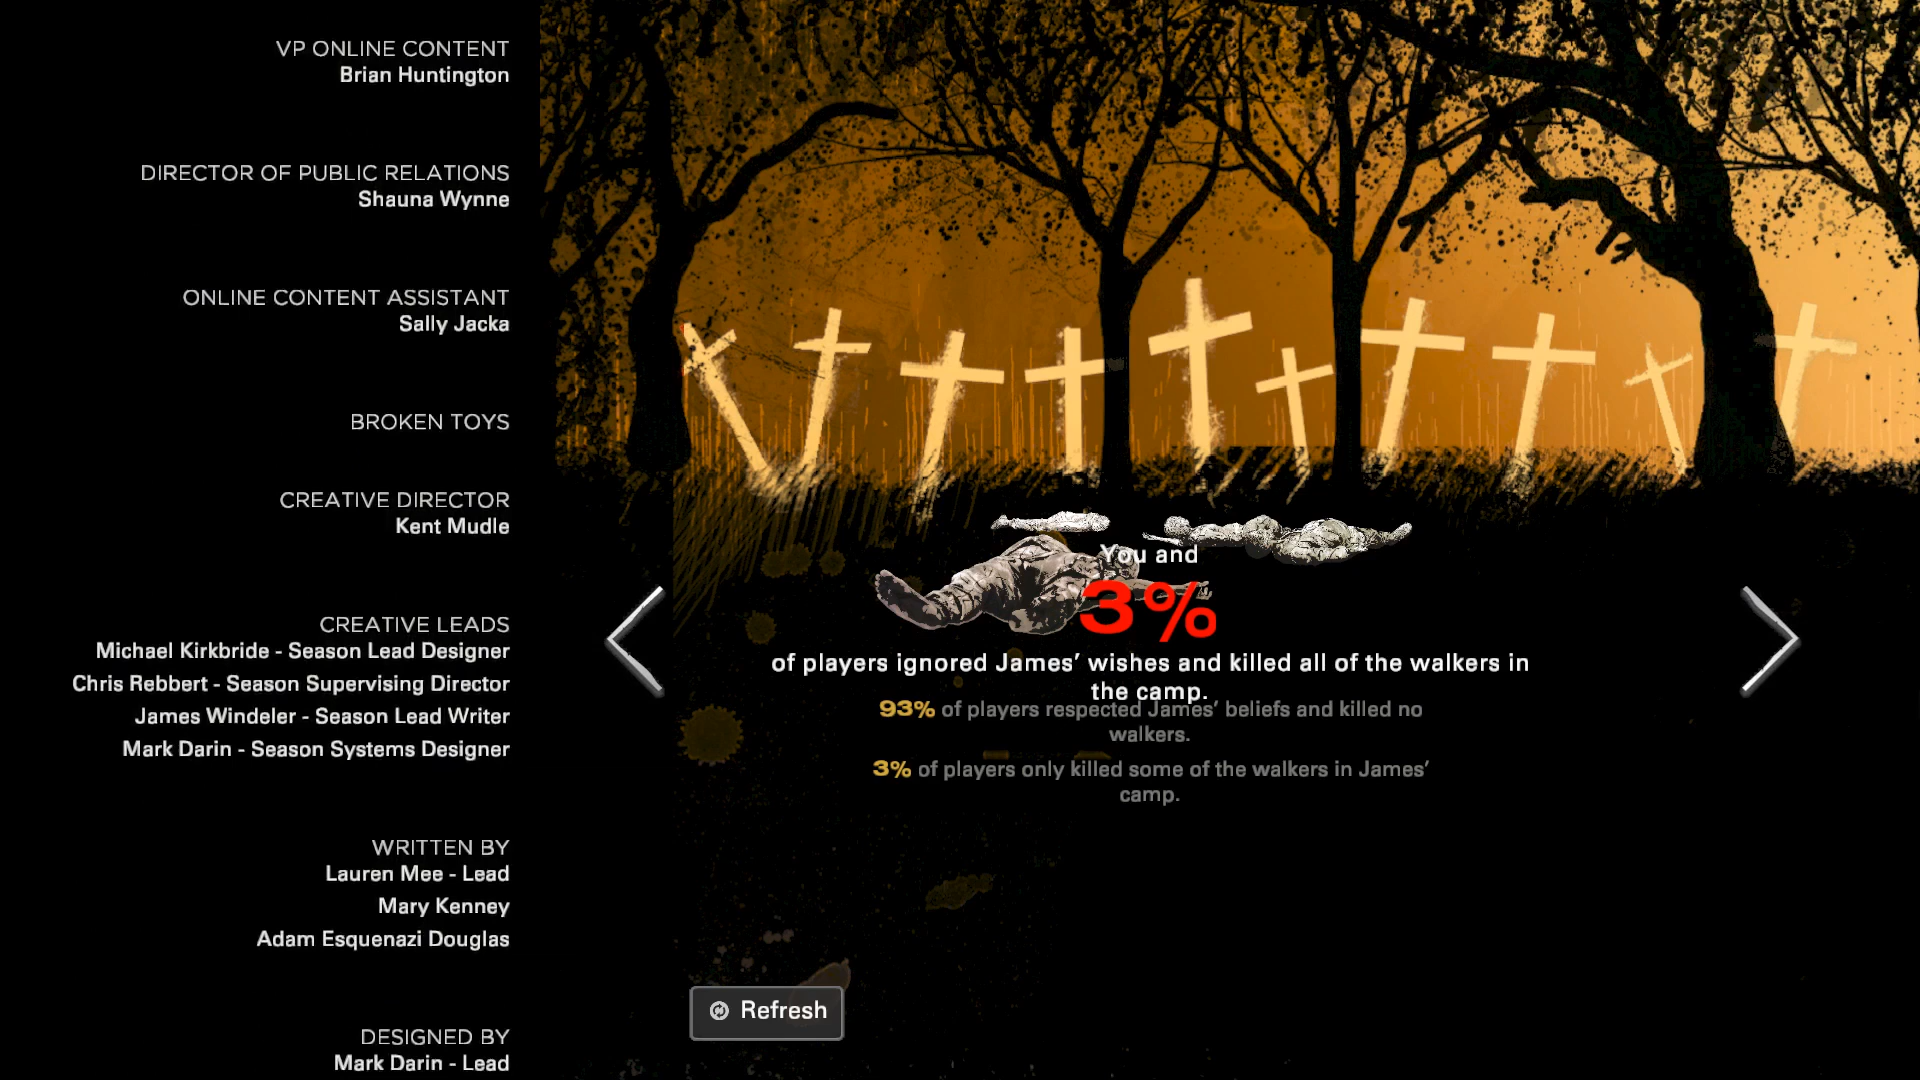 VP ONLINE CONTENT
Brian Huntington
DIRECTOR OF PUBLIC RELATIONS
Shauna Wynne
ONLINE CONTENT ASSISTANT
Sally Jacka
BROKEN TOYS
CREATIVE DIRECTOR
Kent Mudle
CREATIVE LEADS
Michael Kirkbride - Season Lead Designer
Chris Rebbert - Season Supervising Director
James Windeler - Season Lead Writer
Mark Darin - Season Systems Designer
WRITTEN BY
Lauren Mee - Lead
Mary Kenney
Adam Esquenazi Douglas
DESIGNED BY
Mark Darin - Lead
You and
3%
of players ignored James’ wishes and killed all of the walkers in
the camp.
93% of players respected James’ beliefs and killed no
walkers.
3% of players only killed some of the walkers in James’
camp.
Refresh